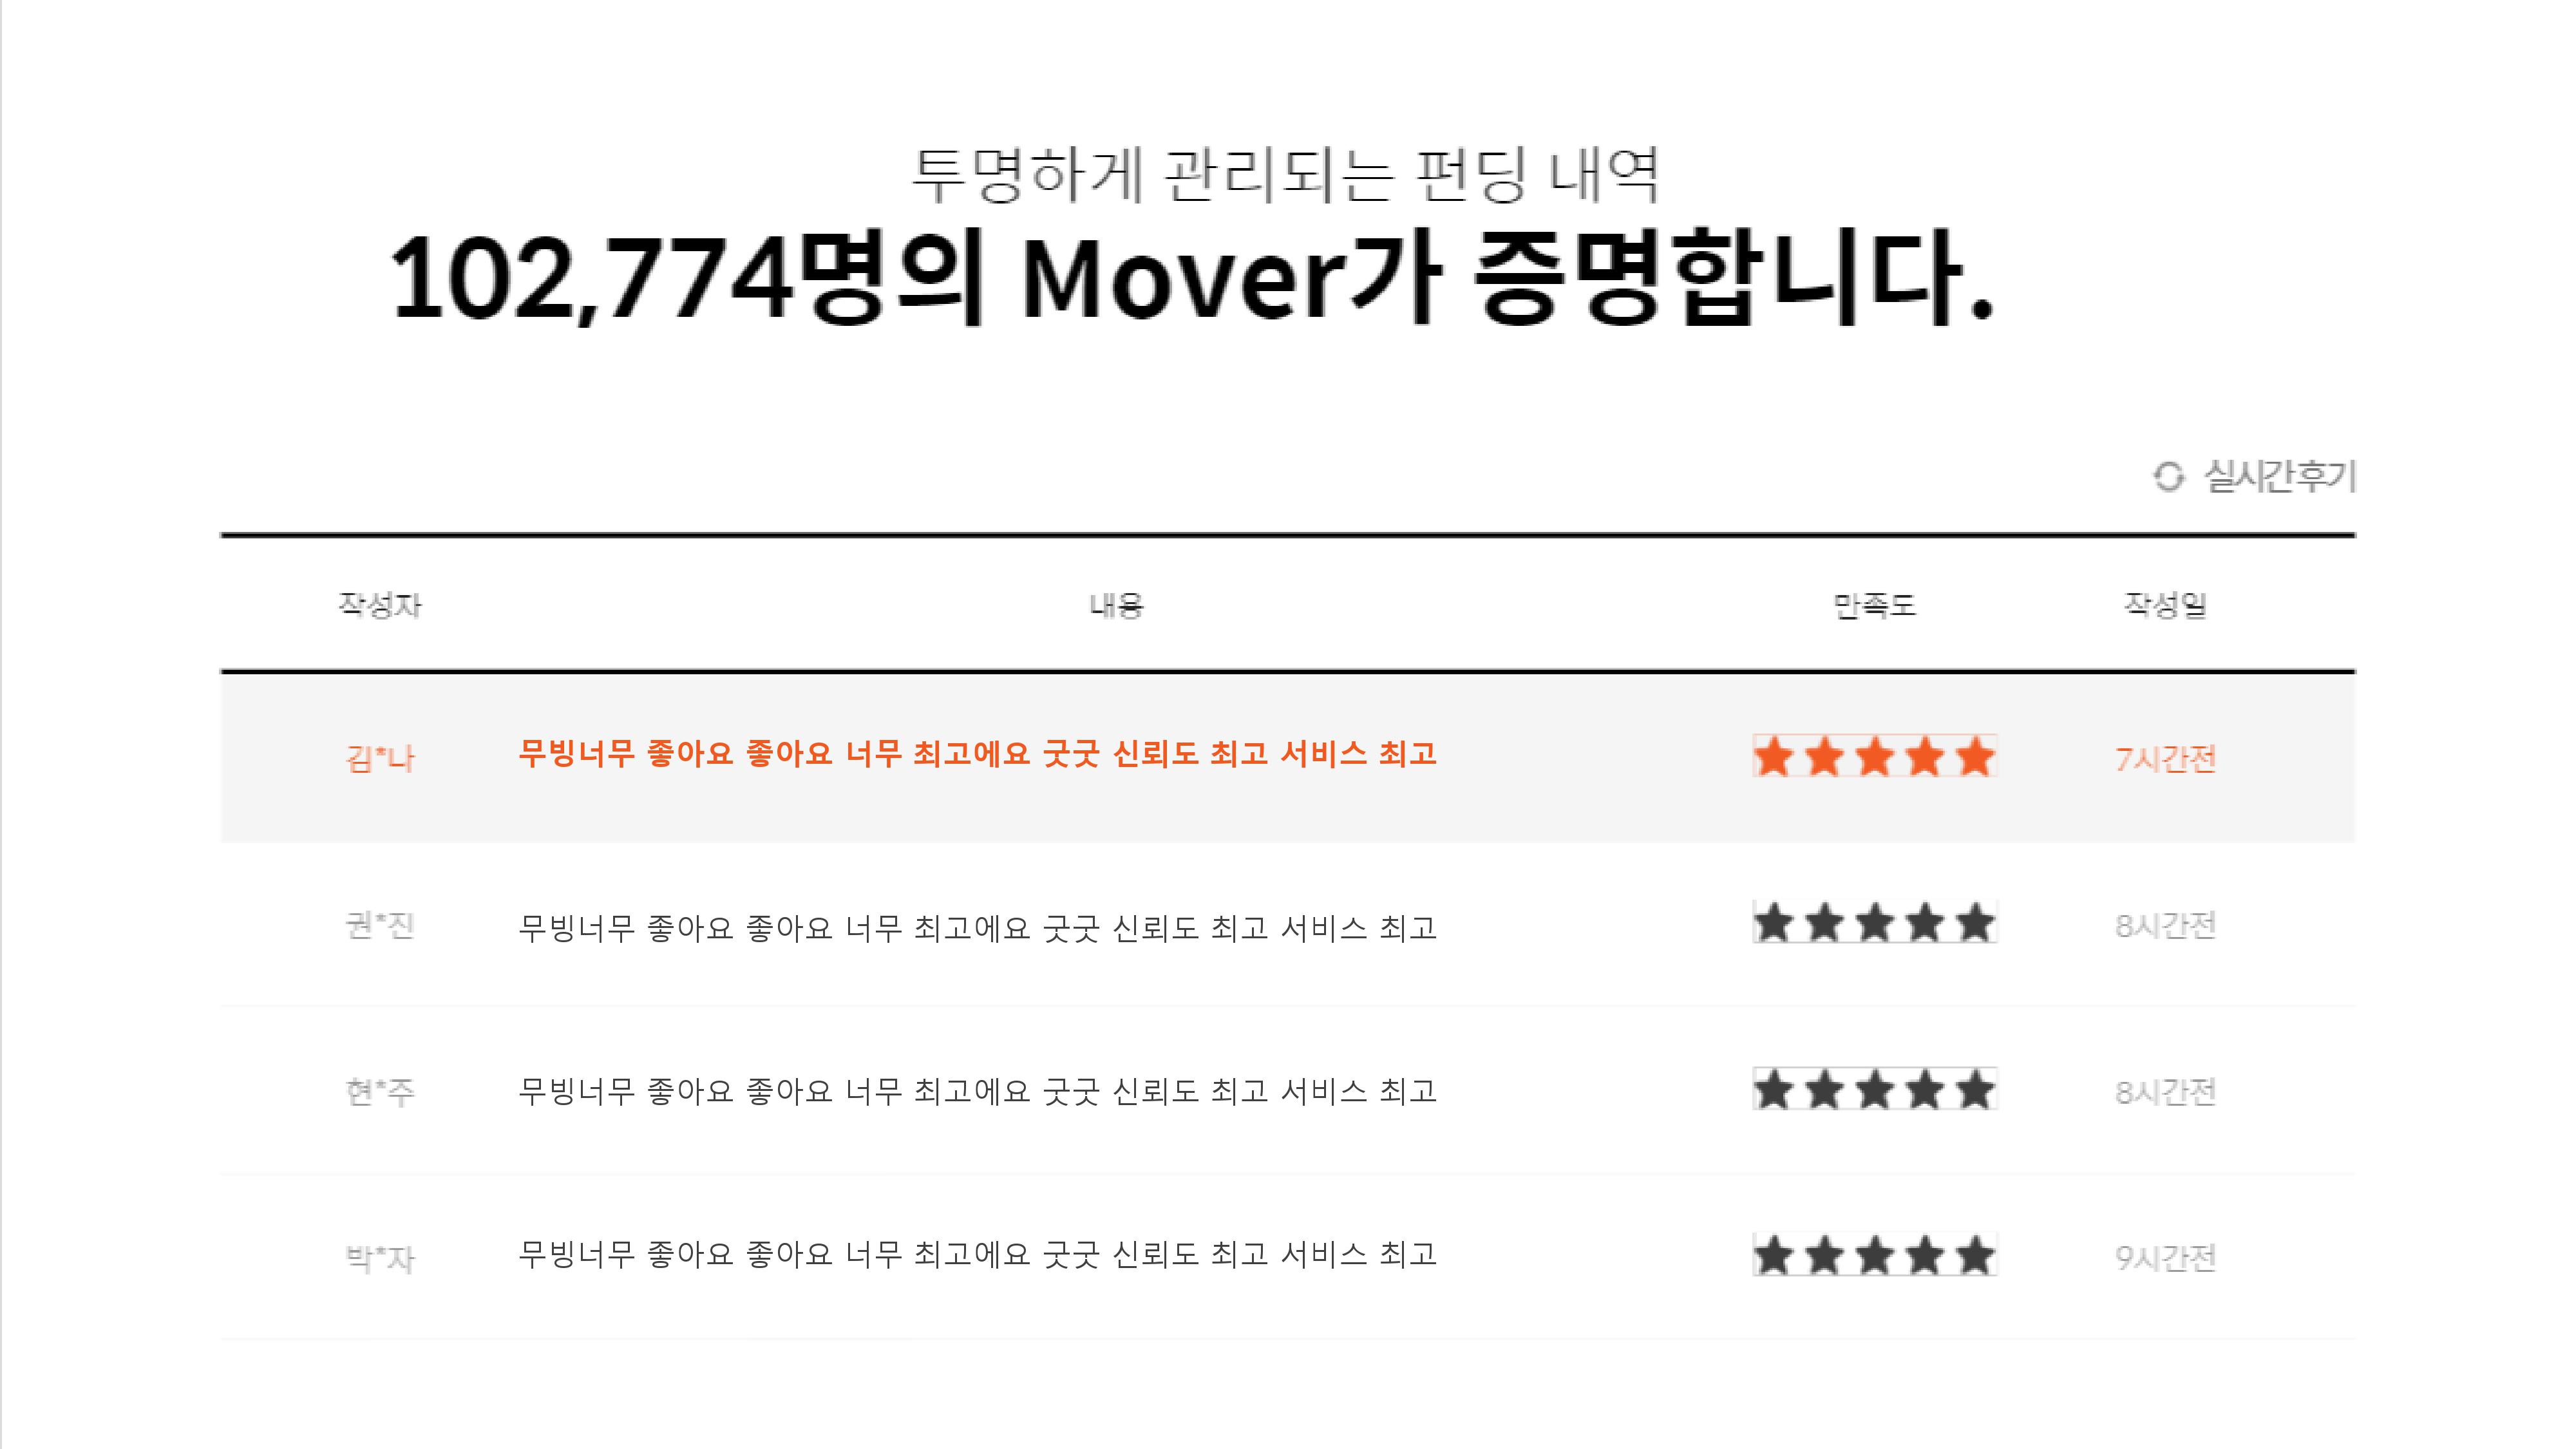 투명하게 관리되는 펀딩 내역
102,774명의 Mover가 증명합니다.
실시간후기
작성자 내용 만족도 작성일
김*나 무빙너무 좋아요 좋아요 너무 최고에요 굿굿 신뢰도 최고 서비스 최고 ★★★★★ 7시간전
권*진 무빙너무 좋아요 좋아요 너무 최고에요 굿굿 신뢰도 최고 서비스 최고 ★★★★★ 8시간전
현*주 무빙너무 좋아요 좋아요 너무 최고에요 굿굿 신뢰도 최고 서비스 최고 ★★★★★ 8시간전
박*자 무빙너무 좋아요 좋아요 너무 최고에요 굿굿 신뢰도 최고 서비스 최고 ★★★★★ 9시간전